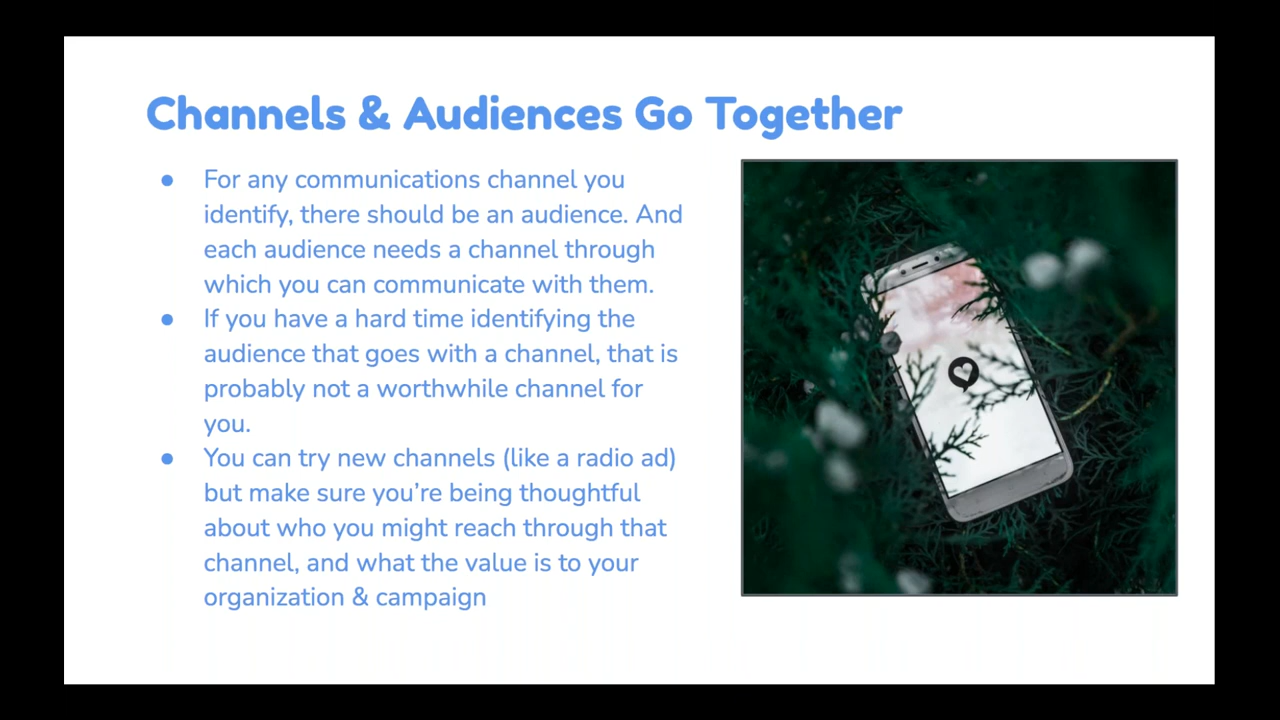 Channels & Audiences Go Together
● For any communications channel you
identify, there should be an audience. And
each audience needs a channel through
which you can communicate with them.
● If you have a hard time identifying the
audience that goes with a channel, that is
probably not a worthwhile channel for
you.
● You can try new channels (like a radio ad)
but make sure you’re being thoughtful
about who you might reach through that
channel, and what the value is to your
organization & campaign